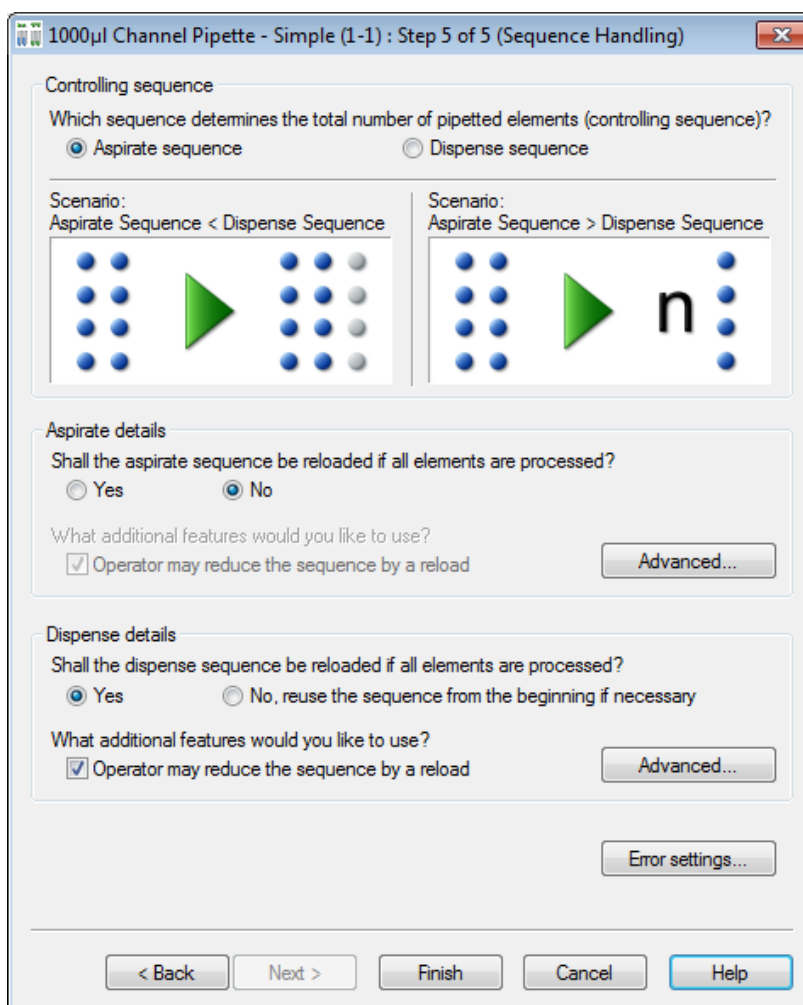 1000µl Channel Pipette - Simple (1-1) : Step 5 of 5 (Sequence Handling)
Controlling sequence
Which sequence determines the total number of pipetted elements (controlling sequence)?
Aspirate sequence
Dispense sequence
Scenario:
Aspirate Sequence < Dispense Sequence
Scenario:
Aspirate Sequence > Dispense Sequence
n
Aspirate details
Shall the aspirate sequence be reloaded if all elements are processed?
Yes
No
What additional features would you like to use?
Operator may reduce the sequence by a reload
Advanced...
Dispense details
Shall the dispense sequence be reloaded if all elements are processed?
Yes
No, reuse the sequence from the beginning if necessary
What additional features would you like to use?
Operator may reduce the sequence by a reload
Advanced...
Error settings...
< Back
Next >
Finish
Cancel
Help